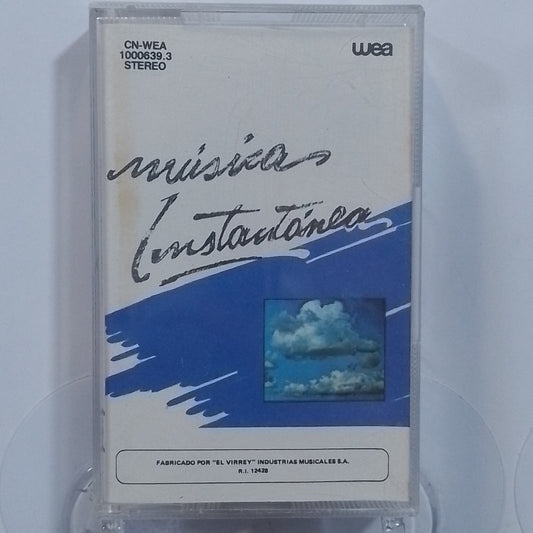 CN-WEA
1000639.3
STEREO
wea
música
Instantánea
FABRICADO POR "EL VIRREY" INDUSTRIAS MUSICALES S.A.
R.I. 12428